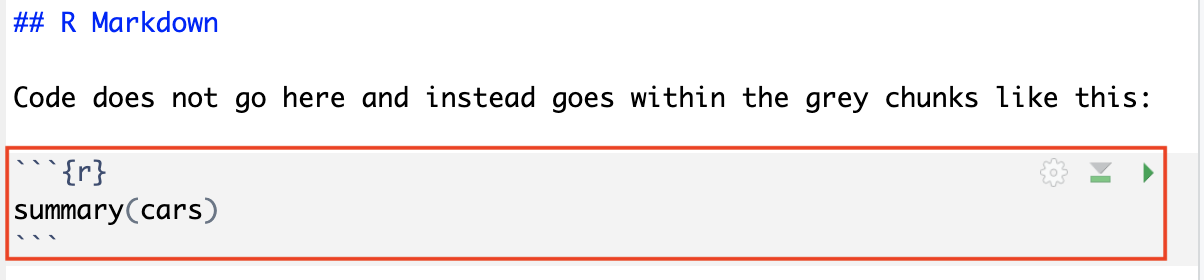 ## R Markdown
Code does not go here and instead goes within the grey chunks like this:
```{r}
summary(cars)
```